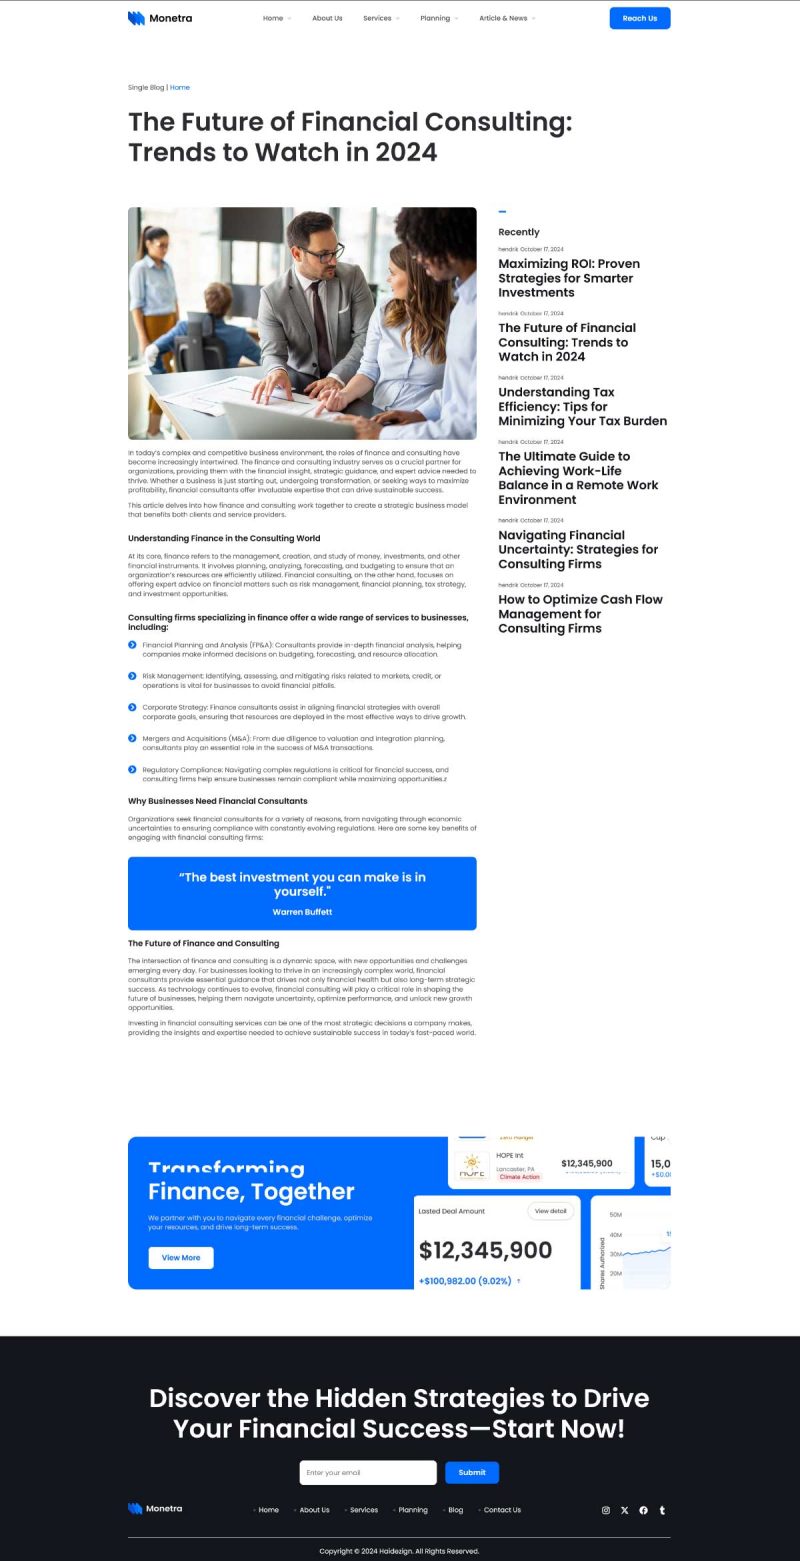 Monetra
Home
About Us
Services
Planning
Article & News
Reach Us
Single Blog | Home
The Future of Financial Consulting:
Trends to Watch in 2024
In today's complex and competitive business environment, the roles of finance and consulting have
become increasingly intertwined. The finance and consulting industry serves as a crucial partner for
organizations, providing them with the financial insight, strategic guidance, and expert advice needed to
thrive. Whether a business is just starting out, undergoing transformation, or seeking ways to maximize
profitability, financial consultants offer invaluable expertise that can drive sustainable success.
This article delves into how finance and consulting work together to create a strategic business model
that benefits both clients and service providers.
Understanding Finance in the Consulting World
At its core, finance refers to the management, creation, and study of money, investments, and other
financial instruments. It involves planning, analyzing, forecasting, and budgeting to ensure that an
organization's resources are efficiently utilized. Financial consulting, on the other hand, focuses on
offering expert advice on financial matters such as risk management, financial planning, tax strategy,
and investment opportunities.
Consulting firms specializing in finance offer a wide range of services to businesses,
including:
Financial Planning and Analysis (FP&A): Consultants provide in-depth financial analysis, helping
companies make informed decisions on budgeting, forecasting, and resource allocation.
Risk Management: Identifying, assessing, and mitigating risks related to markets, credit, or
operations is vital for businesses to avoid financial pitfalls.
Corporate Strategy: Finance consultants assist in aligning financial strategies with overall
corporate goals, ensuring that resources are deployed in the most effective ways to drive growth.
Mergers and Acquisitions (M&A): From due diligence to valuation and integration planning,
consultants play an essential role in the success of M&A transactions.
Regulatory Compliance: Navigating complex regulations is critical for financial success, and
consulting firms help ensure businesses remain compliant while maximizing opportunities.z
Why Businesses Need Financial Consultants
Organizations seek financial consultants for a variety of reasons, from navigating through economic
uncertainties to ensuring compliance with constantly evolving regulations. Here are some key benefits of
engaging with financial consulting firms:
“The best investment you can make is in
yourself."
Warren Buffett
The Future of Finance and Consulting
The intersection of finance and consulting is a dynamic space, with new opportunities and challenges
emerging every day. For businesses looking to thrive in an increasingly complex world, financial
consultants provide essential guidance that drives not only financial health but also long-term strategic
success. As technology continues to evolve, financial consulting will play a critical role in shaping the
future of businesses, helping them navigate uncertainty, optimize performance, and unlock new growth
opportunities.
Investing in financial consulting services can be one of the most strategic decisions a company makes,
providing the insights and expertise needed to achieve sustainable success in today's fast-paced world.
Recently
hendrik October 17, 2024
Maximizing ROI: Proven
Strategies for Smarter
Investments
hendrik October 17, 2024
The Future of Financial
Consulting: Trends to
Watch in 2024
hendrik October 17, 2024
Understanding Tax
Efficiency: Tips for
Minimizing Your Tax Burden
hendrik October 17, 2024
The Ultimate Guide to
Achieving Work-Life
Balance in a Remote Work
Environment
hendrik October 17, 2024
Navigating Financial
Uncertainty: Strategies for
Consulting Firms
hendrik October 17, 2024
How to Optimize Cash Flow
Management for
Consulting Firms
Transforming
Finance, Together
We partner with you to navigate every financial challenge, optimize
your resources, and drive long-term success.
View More
Zero Hunger
HOPE
HOPE Int
Lancaster, PA
Climate Action
$12,345,900
15,0
+$0.00
Lasted Deal Amount
View detail
$12,345,900
+$100,982.00 (9.02%) ↑
Shares Authorized
50M
40M
30M
20M
Discover the Hidden Strategies to Drive
Your Financial Success—Start Now!
Enter your email
Submit
Monetra
Home
About Us
Services
Planning
Blog
Contact Us
Copyright © 2024 Haidezign. All Rights Reserved.